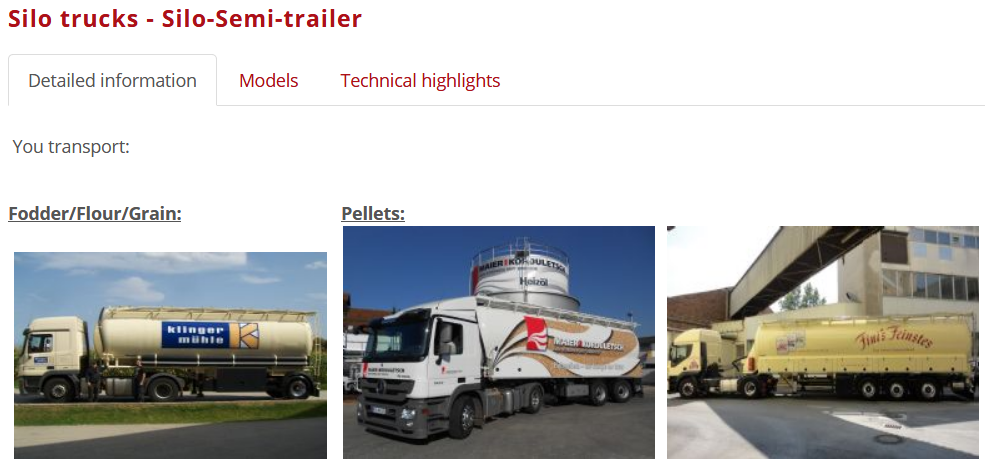 Silo trucks - Silo-Semi-trailer
Detailed information
Models
Technical highlights
You transport:
Fodder/Flour/Grain:
Pellets:
klinger
mühle
MAIER KORDULETSCH
Heizöl
MAIER KORDULETSCH
Fini's Feinstes